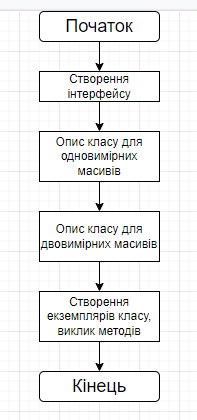 Початок
Створення
інтерфейсу
Опис класу для
одновимірних
масивів
Опис класу для
двовимірних масивів
Створення
екземплярів класу,
виклик методів
Кінець